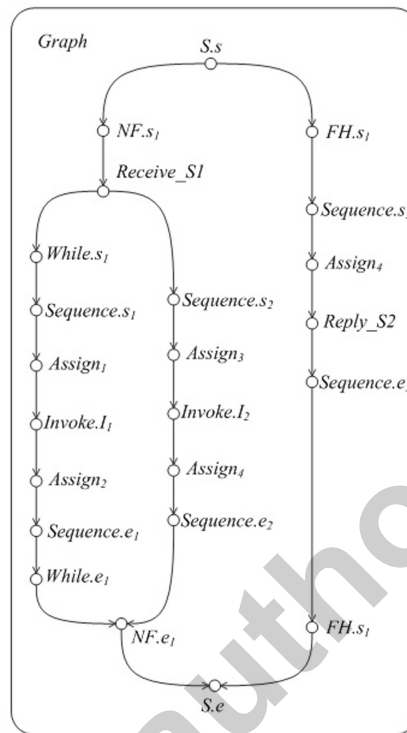 Graph
S.s
NF.s1
FH.s1
Receive_S1
Sequence.s
While.s1
Assign4
Sequence.s1
Sequence.s2
Reply_S2
Assign1
Assign3
Sequence.e
Invoke.I1
Invoke.I2
Assign2
Assign4
Sequence.e1
Sequence.e2
While.e1
NF.e1
FH.s1
S.e